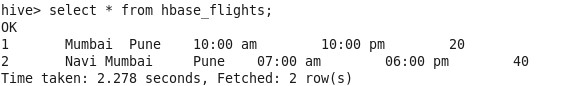 hive> select * from hbase_flights;
OK
1	Mumbai	Pune	10:00 am	10:00 pm	20
2	Navi Mumbai	Pune	07:00 am	06:00 pm	40
Time taken: 2.278 seconds, Fetched: 2 row(s)